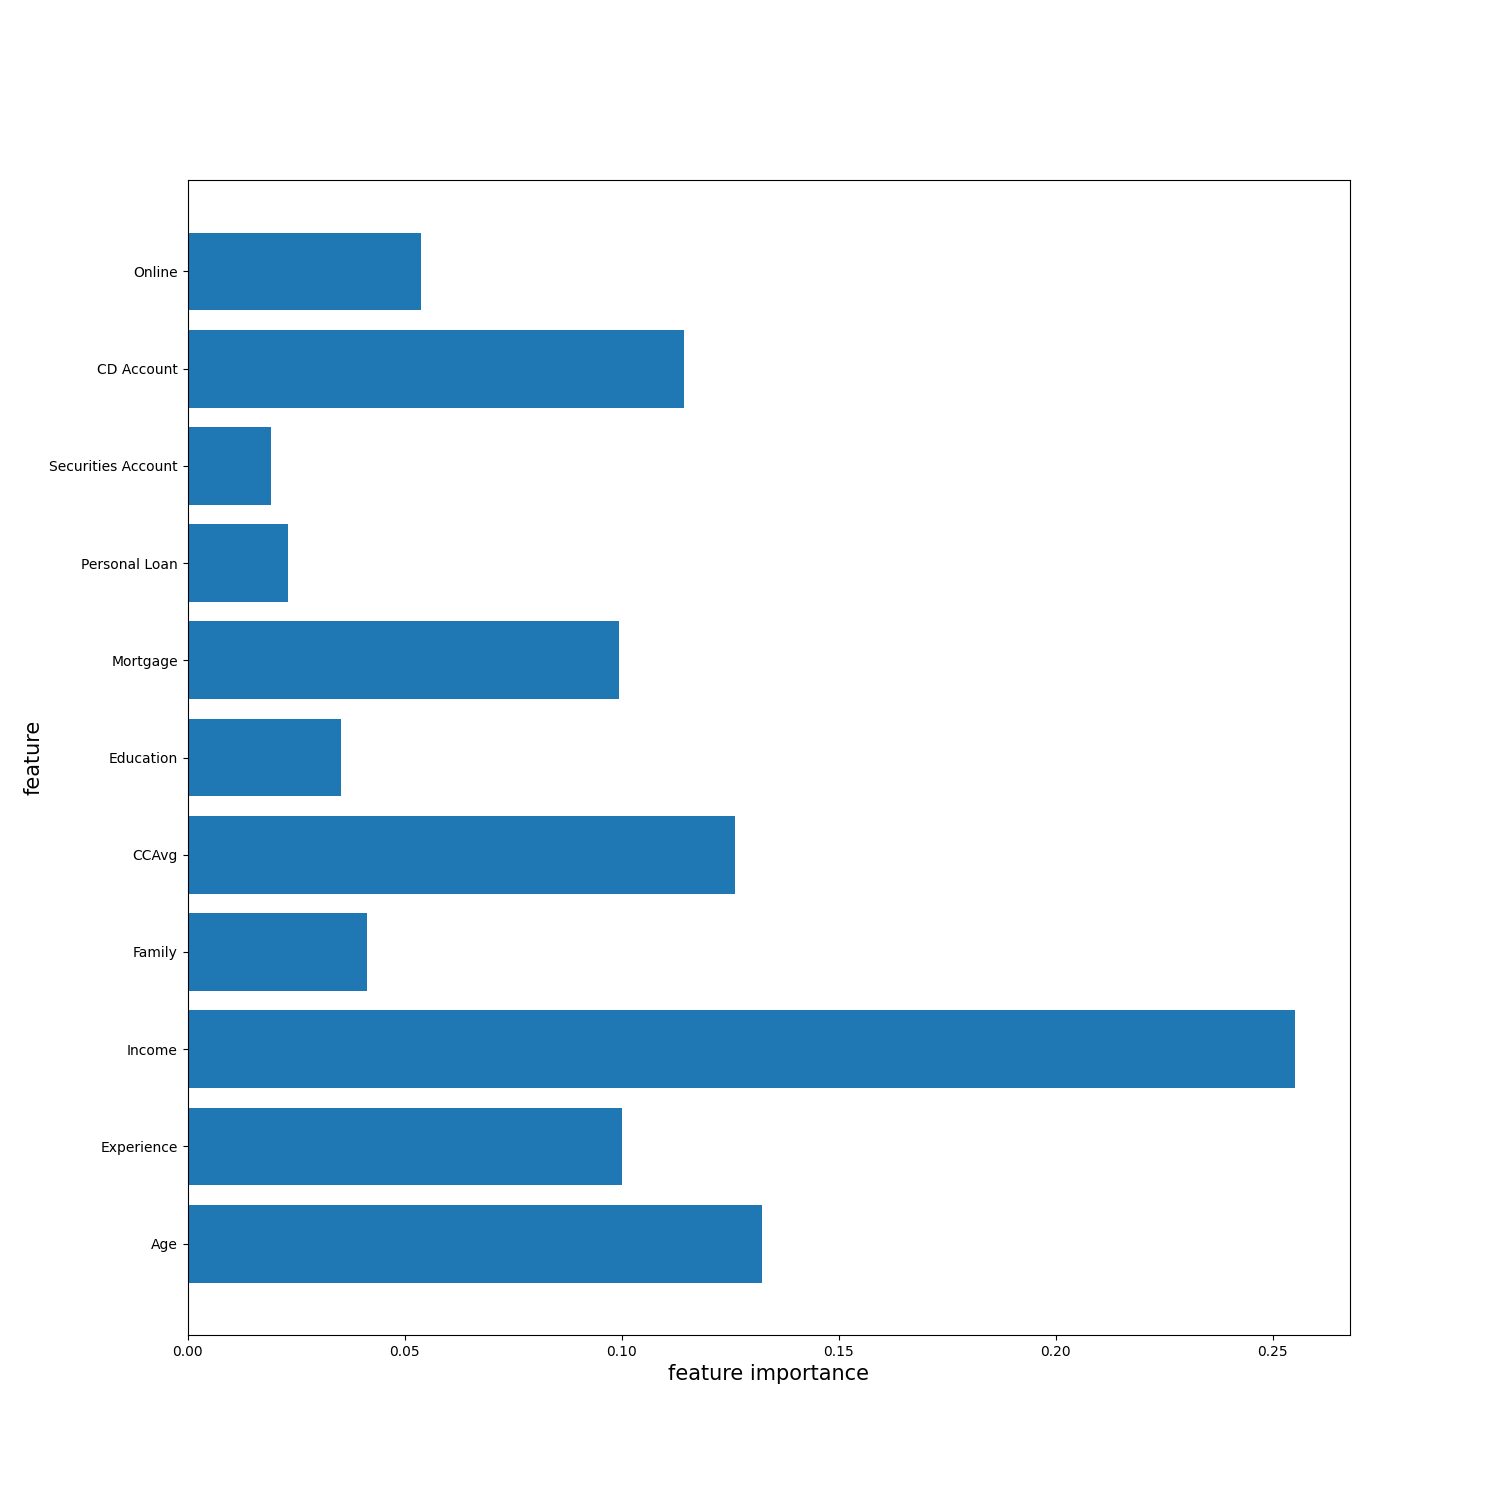 Online
CD Account
Securities Account
Personal Loan
Mortgage
Education
CCAvg
Family
Income
Experience
Age
feature
0.00 0.05 0.10 0.15 0.20 0.25
feature importance